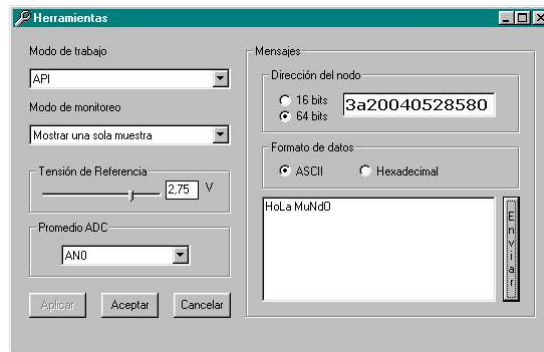 Herramientas
Modo de trabajo
API
Modo de monitoreo
Mostrar una sola muestra
Tensión de Referencia
2,75 V
Promedio ADC
AN0
Aplicar Aceptar Cancelar
Mensajes
Dirección del nodo
16 bits
64 bits
3a20040528580
Formato de datos
ASCII Hexadecimal
HoLa MuNdO
Enviar